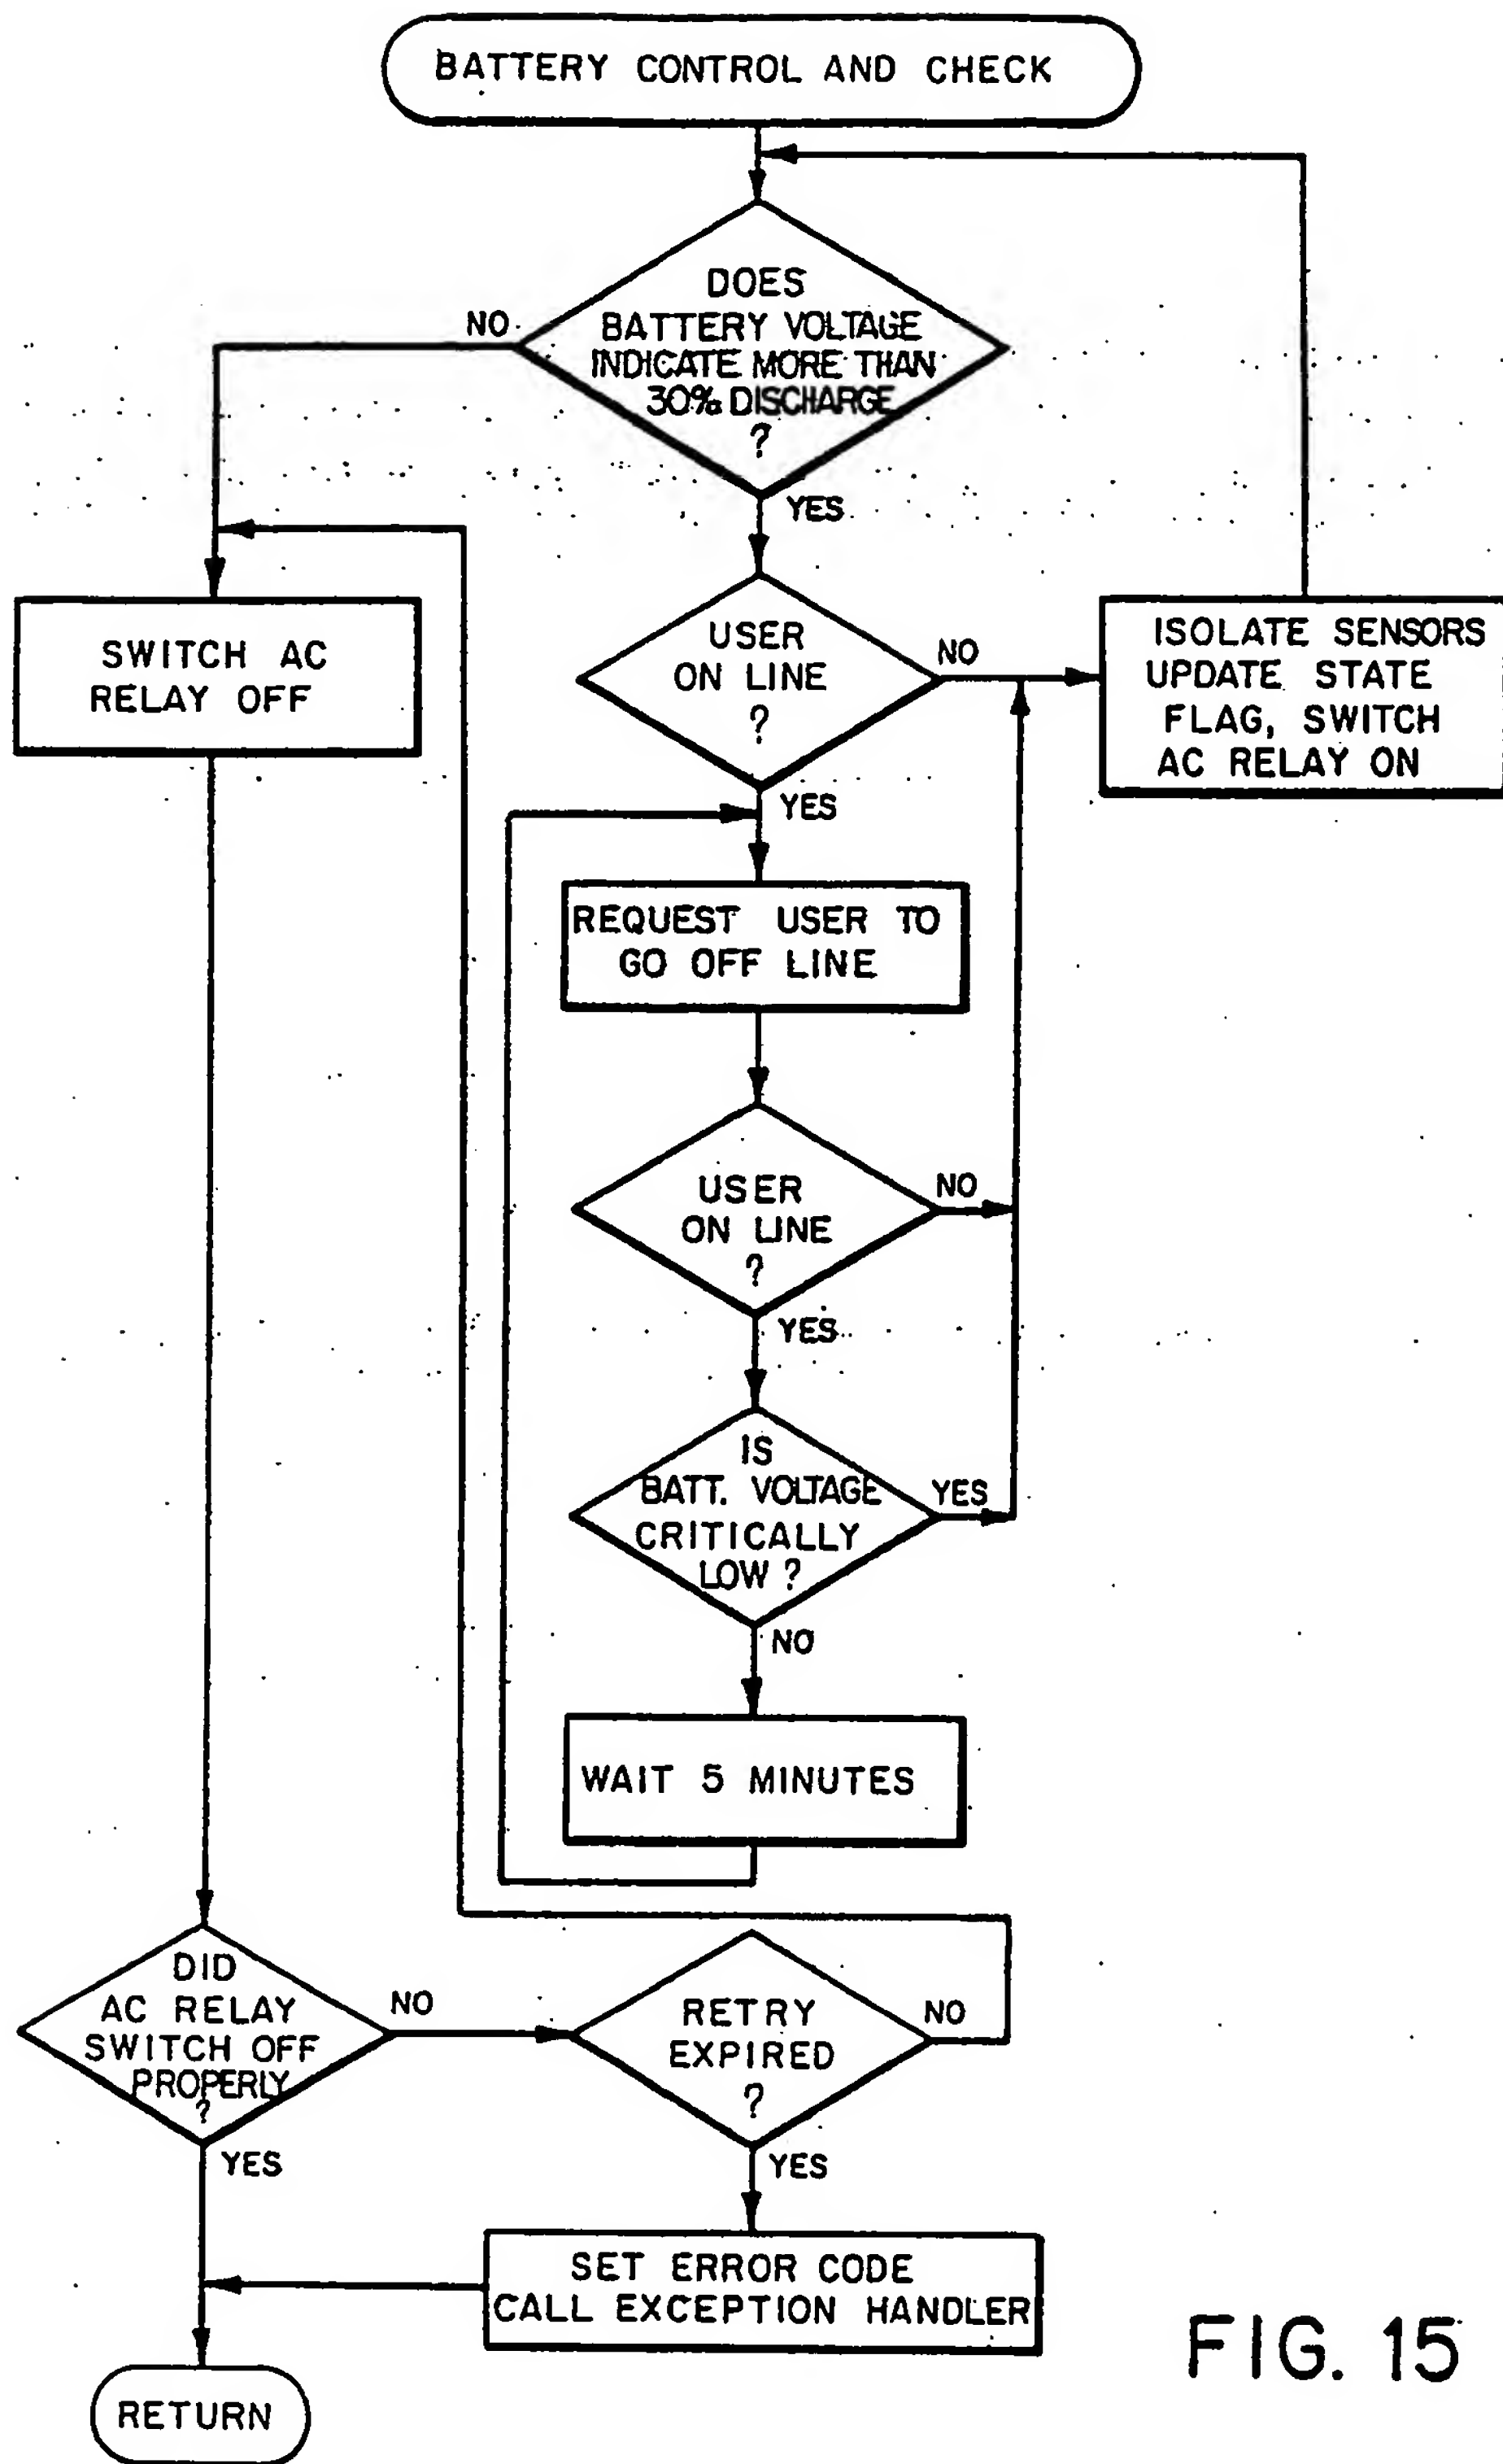 BATTERY CONTROL AND CHECK
DOES
BATTERY VOLTAGE
INDICATE MORE THAN
30% DISCHARGE
?
NO
YES
SWITCH AC
RELAY OFF
USER
ON LINE
?
NO
YES
ISOLATE SENSORS
UPDATE STATE
FLAG, SWITCH
AC RELAY ON
REQUEST USER TO
GO OFF LINE
USER
ON LINE
?
NO
YES
IS
BATT. VOLTAGE
CRITICALLY
LOW ?
YES
NO
WAIT 5 MINUTES
DID
AC RELAY
SWITCH OFF
PROPERLY
?
NO
YES
RETRY
EXPIRED
?
NO
YES
SET ERROR CODE
CALL EXCEPTION HANDLER
RETURN
FIG. 15